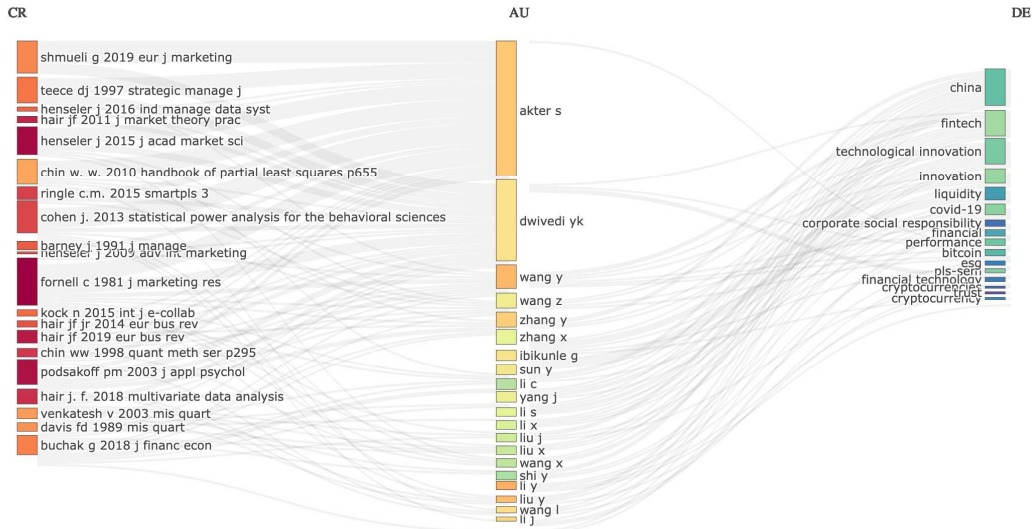 CR
AU
DE
shmueli g 2019 eur j marketing
teece dj 1997 strategic manage j
henseler j 2016 ind manage data syst
hair jf 2011 j market theory prac
henseler j 2015 j acad market sci
chin w. w. 2010 handbook of partial least squares p655
ringle c.m. 2015 smartpls 3
cohen j. 2013 statistical power analysis for the behavioral sciences
barney j 1991 j manage
henseler j 2009 adv int marketing
fornell c 1981 j marketing res
kock n 2015 int j e-collab
hair jf jr 2014 eur bus rev
hair jf 2019 eur bus rev
chin ww 1998 quant meth ser p295
podsakoff pm 2003 j appl psychol
hair j. f. 2018 multivariate data analysis
venkatesh v 2003 mis quart
davis fd 1989 mis quart
buchak g 2018 j financ econ
akter s
dwivedi yk
wang y
wang z
zhang y
zhang x
ibikunle g
sun y
li c
yang j
li s
li x
liu j
liu x
wang x
shi y
li y
liu y
wang l
li j
china
fintech
technological innovation
innovation
liquidity
covid-19
corporate social responsibility
financial
performance
bitcoin
esg
pls-sem
financial technology
cryptocurrencies
trust
cryptocurrency